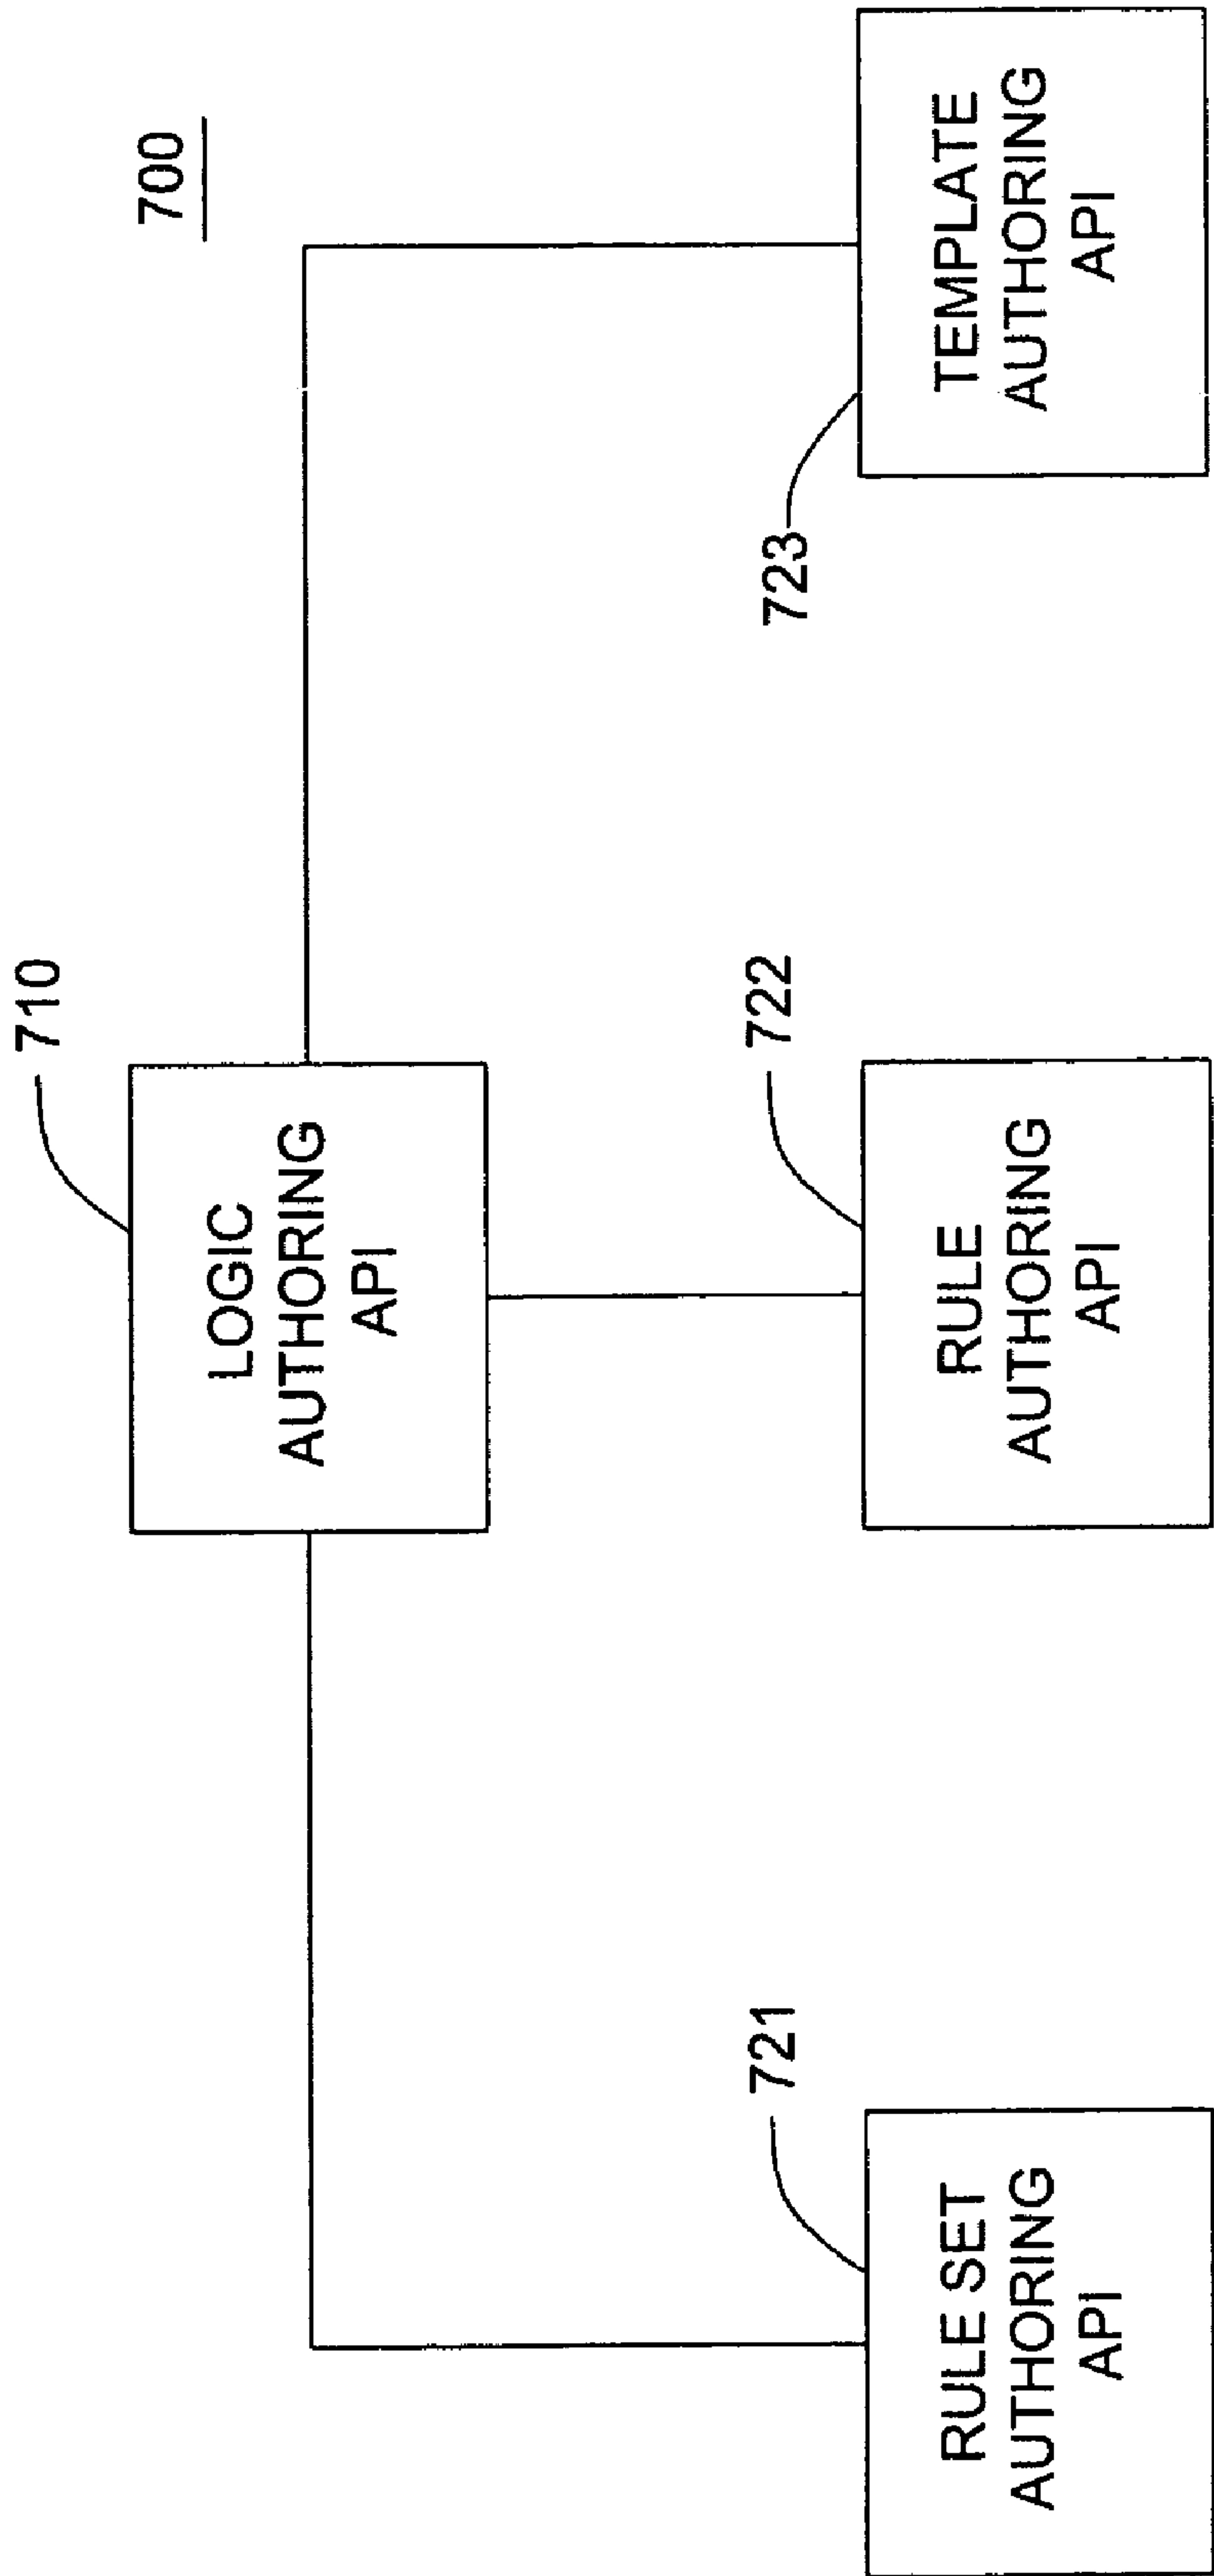 700
710
LOGIC
AUTHORING
API
721
RULE SET
AUTHORING
API
722
RULE
AUTHORING
API
723
TEMPLATE
AUTHORING
API